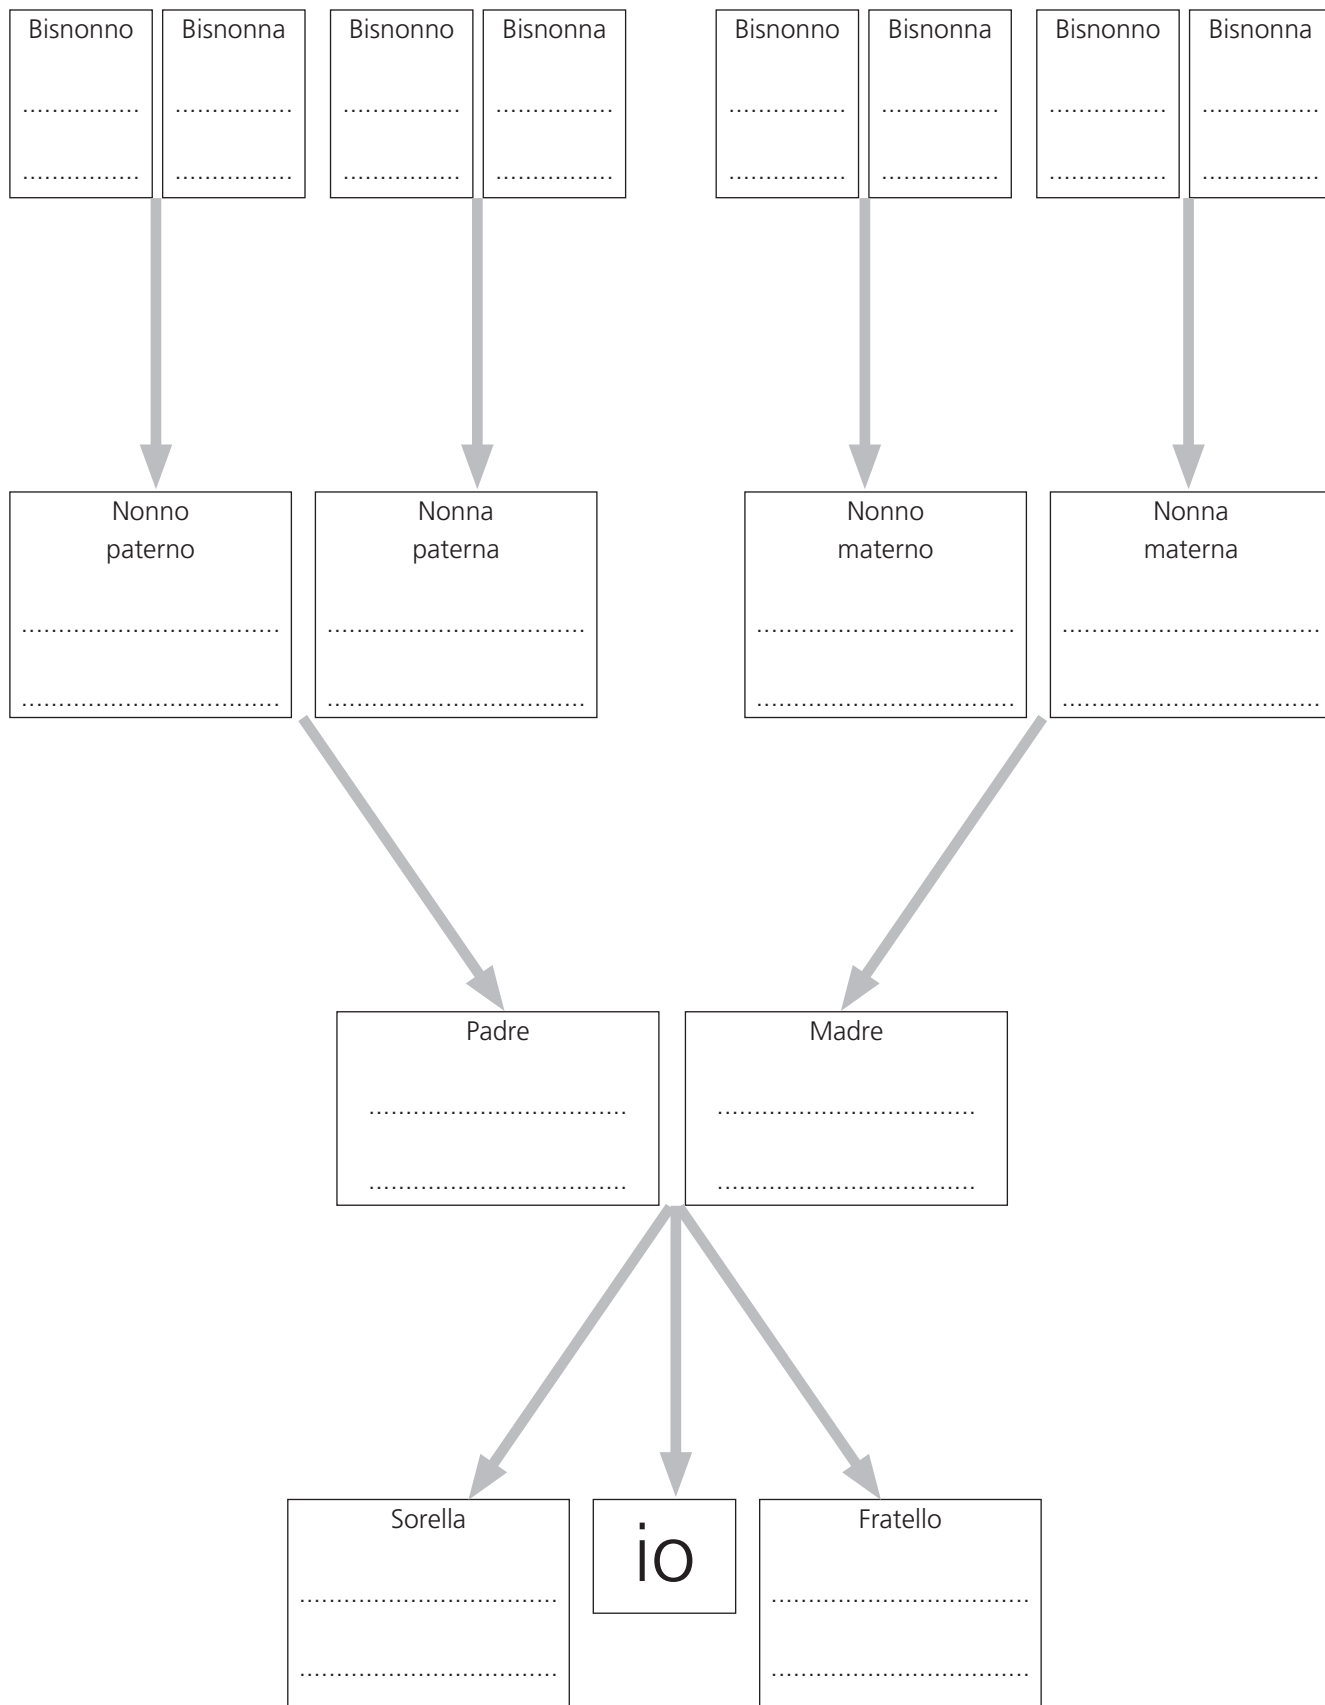 Bisnonno Bisnonna Bisnonno Bisnonna Bisnonno Bisnonna Bisnonno Bisnonna
Nonno
paterno
Nonna
paterna
Nonno
materno
Nonna
materna
Padre
Madre
Sorella
io
Fratello